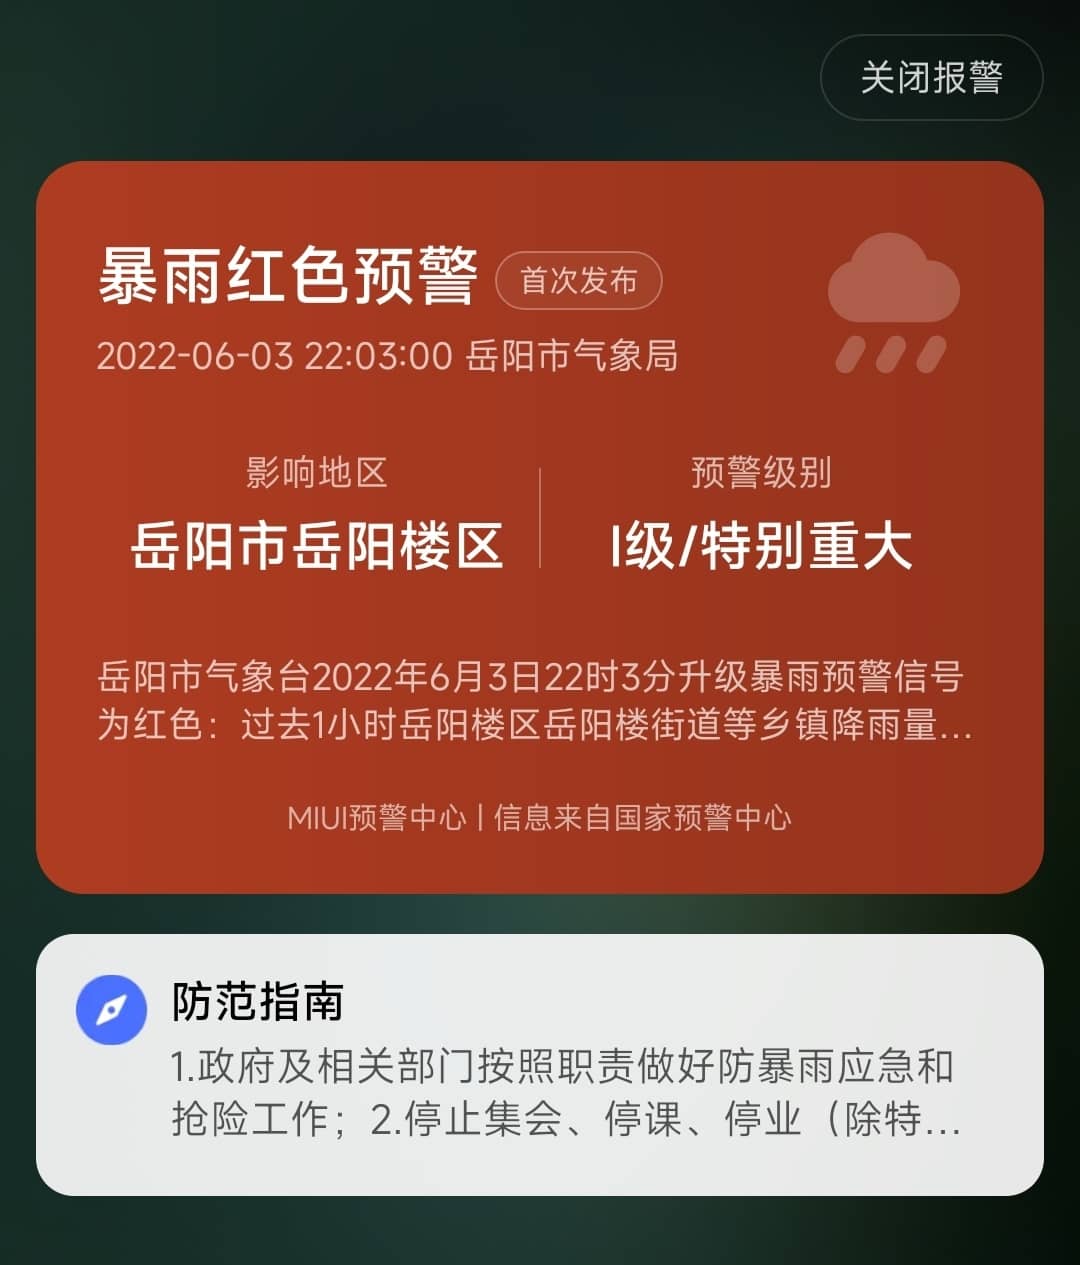 关闭报警
暴雨红色预警 首次发布
2022-06-03 22:03:00 岳阳市气象局
影响地区 预警级别
岳阳市岳阳楼区 I级/特别重大
岳阳市气象台2022年6月3日22时3分升级暴雨预警信号
为红色：过去1小时岳阳楼区岳阳楼街道等乡镇降雨量...
MIUI预警中心 | 信息来自国家预警中心
防范指南
1.政府及相关部门按照职责做好防暴雨应急和
抢险工作；2.停止集会、停课、停业（除特...